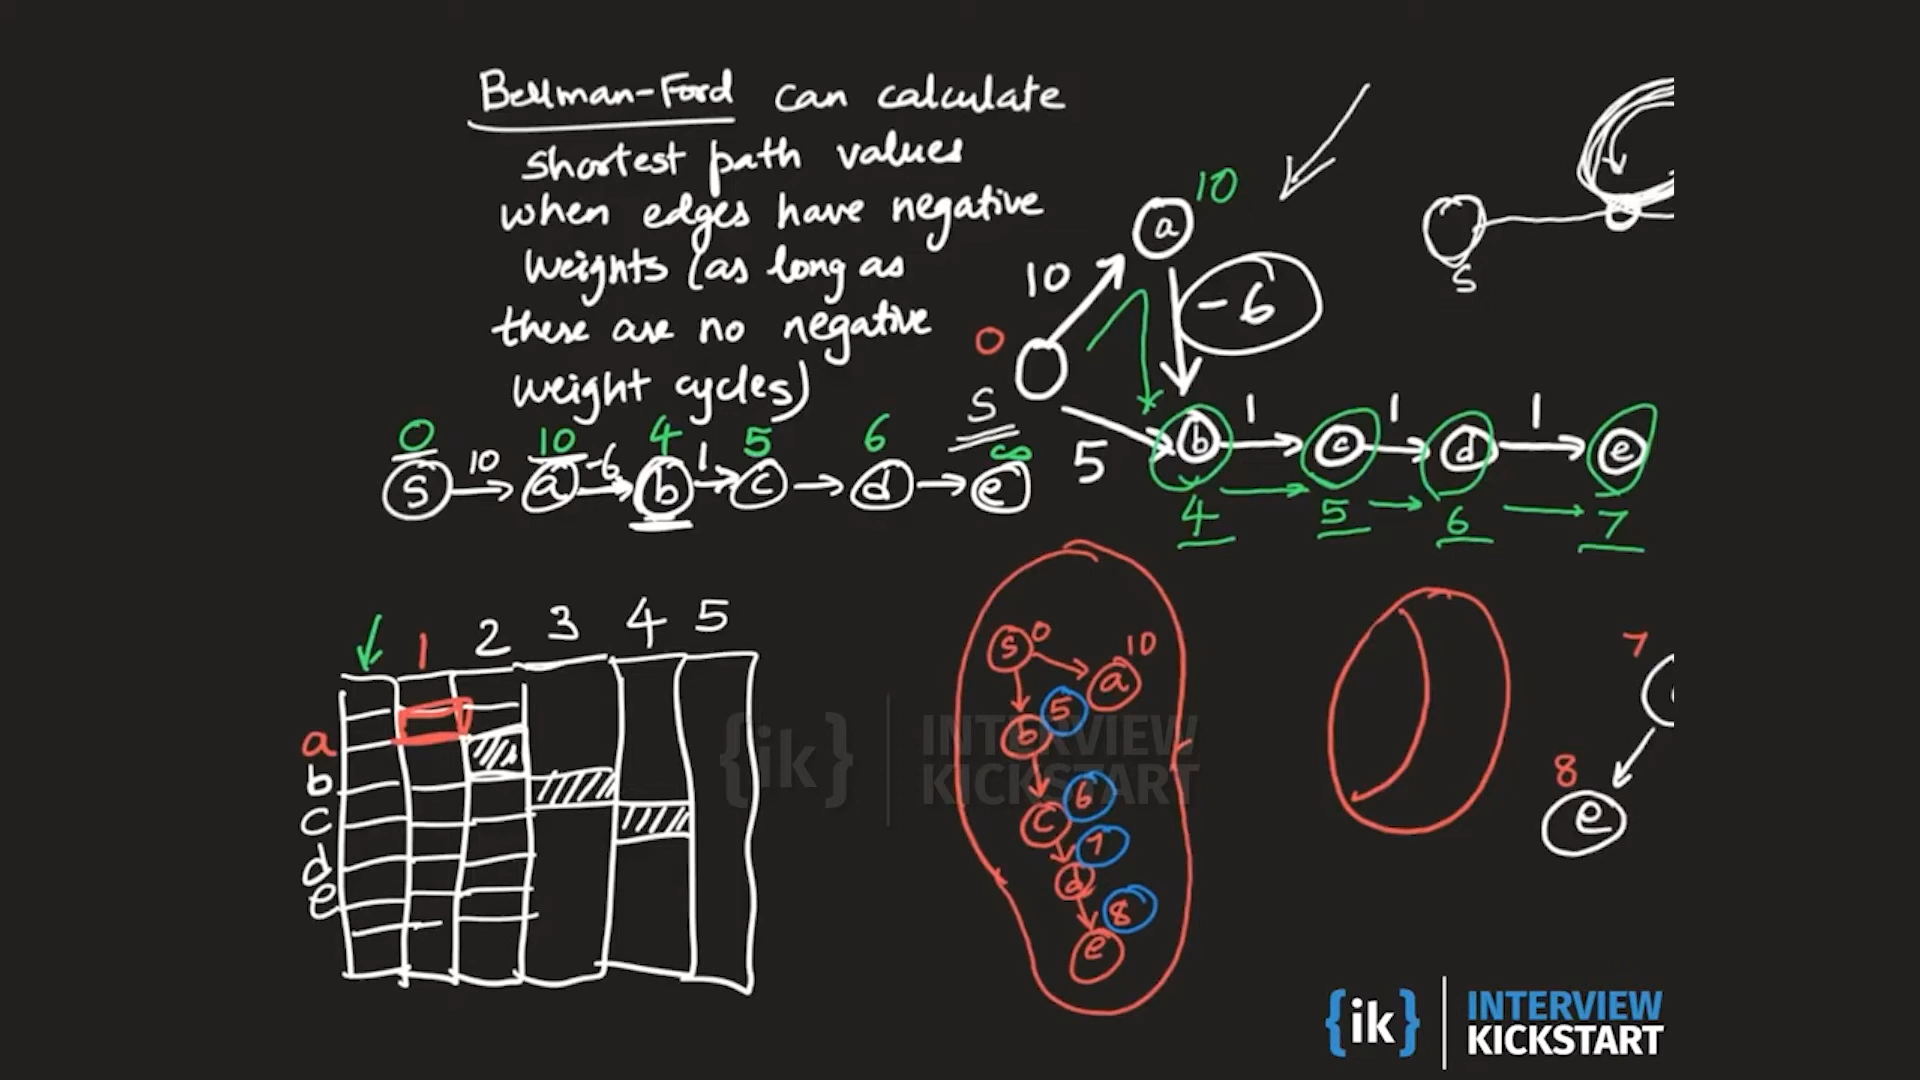 Bellman-Ford can calculate
shortest path values
when edges have negative
weights (as long as
there are no negative
weight cycles)
10
a
10
-6
0
S
5
b 1 c 1 d 1 e
4 5 6 7
S
0 10 4 5 6 ∞
S 10 a -6 b 1 c d e
1 2 3 4 5
a
b
c
d
e
S 0
a 10
b 5
c 6
d 7
e 8
7
8
e
{ik} INTERVIEW
KICKSTART
{ik} INTERVIEW
KICKSTART